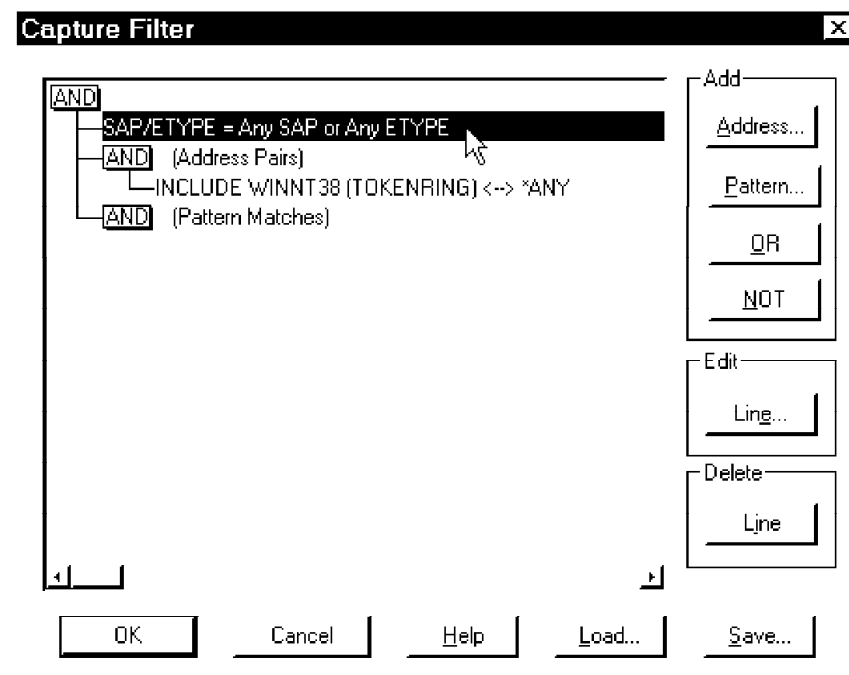 Capture Filter
AND
SAP/ETYPE = Any SAP or Any ETYPE
AND (Address Pairs)
INCLUDE WINNT38 (TOKENRING) <--> *ANY
AND (Pattern Matches)
Add
Address...
Pattern...
OR
NOT
Edit
Line...
Delete
Line
OK
Cancel
Help
Load...
Save...